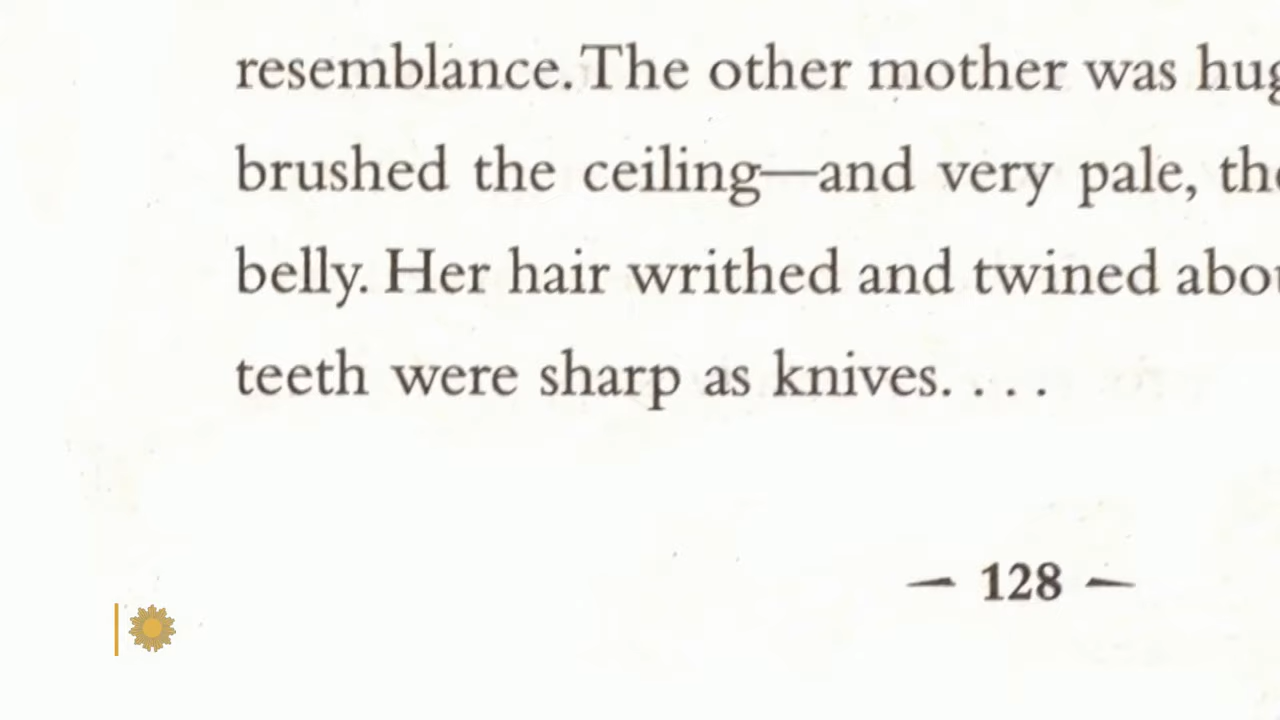 resemblance. The other mother was
brushed the ceiling—and very pale,
belly. Her hair writhed and twined
teeth were sharp as knives. . . .
— 128 —